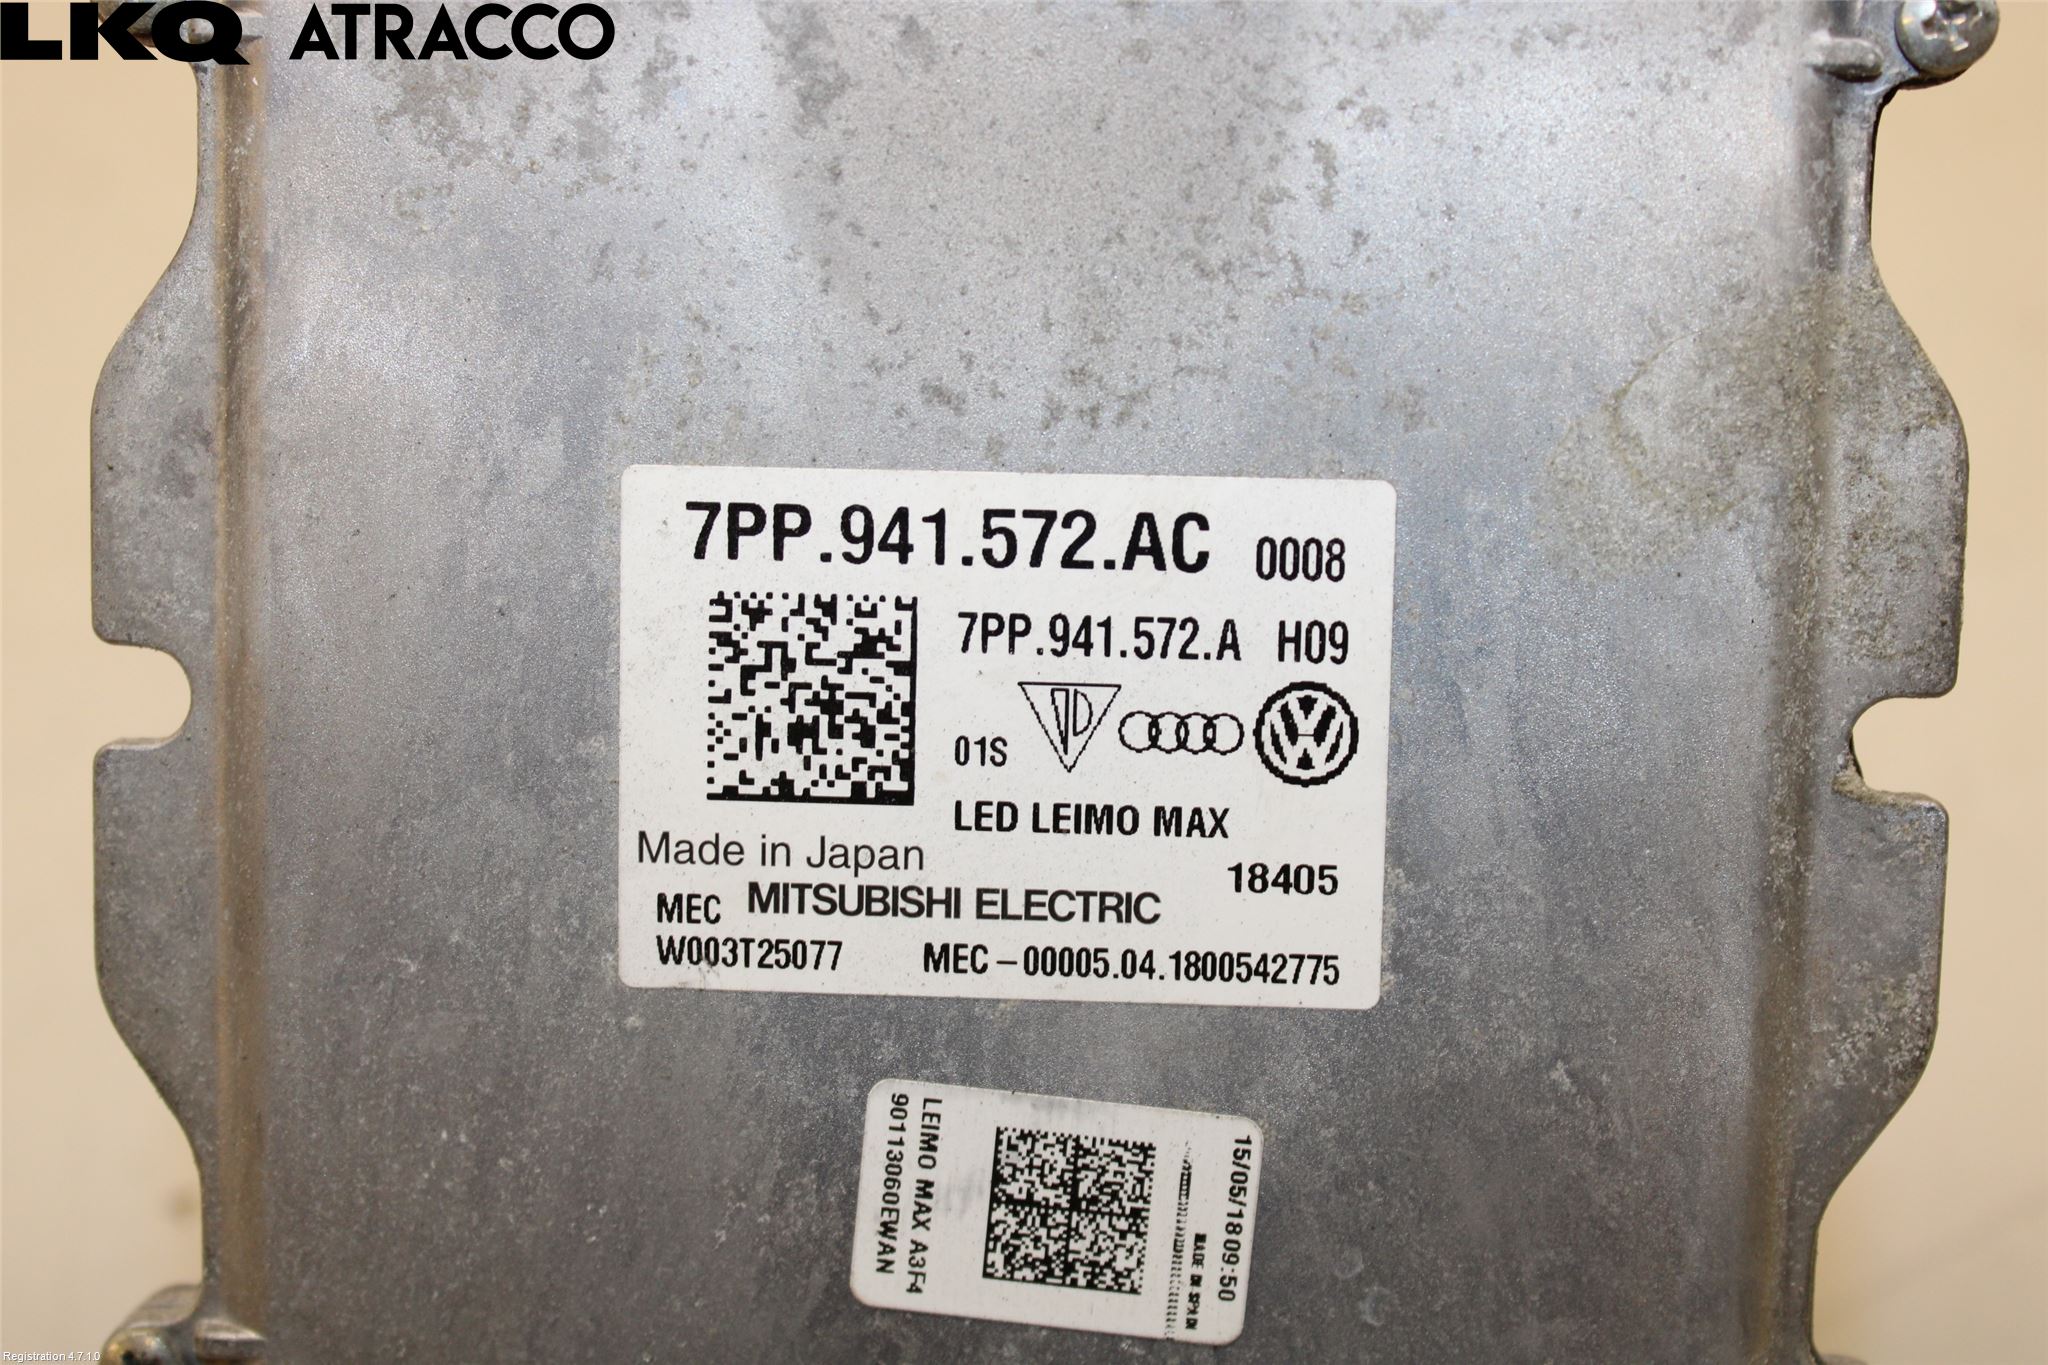 LKQ ATRACCO
7PP.941.572.AC 0008
7PP.941.572.A H09
01S
LED LEIMO MAX
Made in Japan
18405
MEC MITSUBISHI ELECTRIC
W003T25077 MEC-00005.04.1800542775
LEIMO MAX A3F4
90113060EWAN
15/05/18 09:50
MADE IN
Registration 4.7.1.0